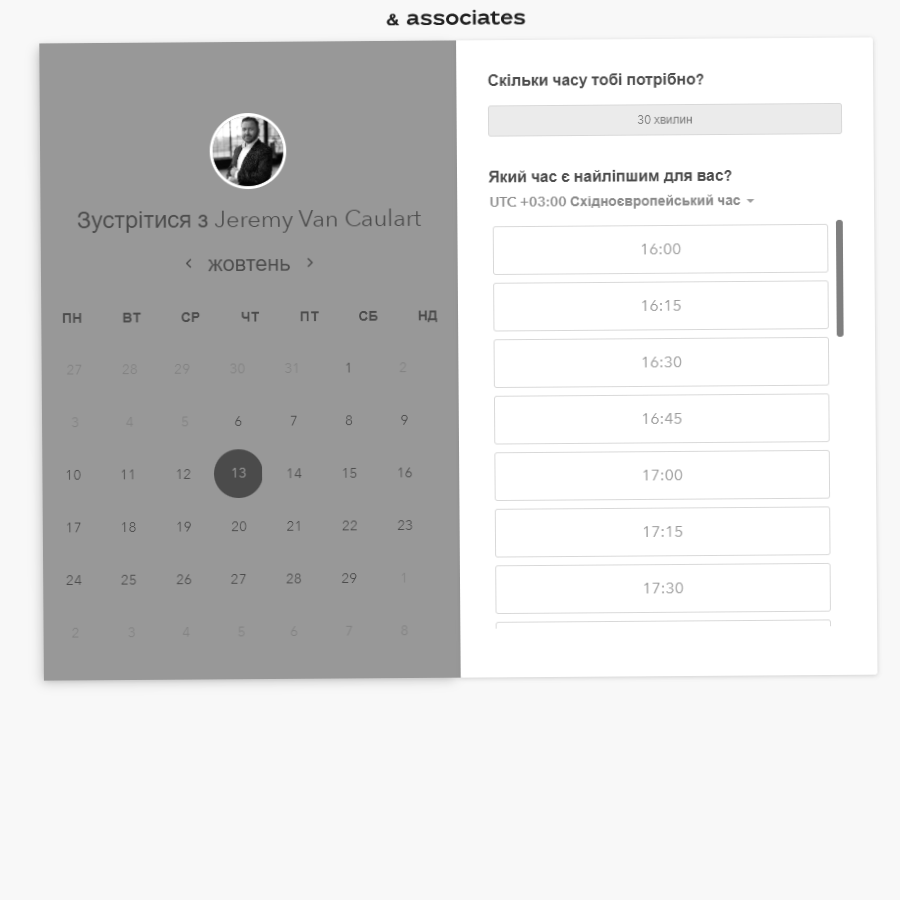 & associates
Зустрітися з Jeremy Van Caulart
жовтень
ПН ВТ СР ЧТ ПТ СБ НД
27 28 29 30 31 1 2
3 4 5 6 7 8 9
10 11 12 13 14 15 16
17 18 19 20 21 22 23
24 25 26 27 28 29 1
2 3 4 5 6 7 8
Скільки часу тобі потрібно?
30 хвилин
Який час є найліпшим для вас?
UTC +03:00 Східноєвропейський час
16:00
16:15
16:30
16:45
17:00
17:15
17:30